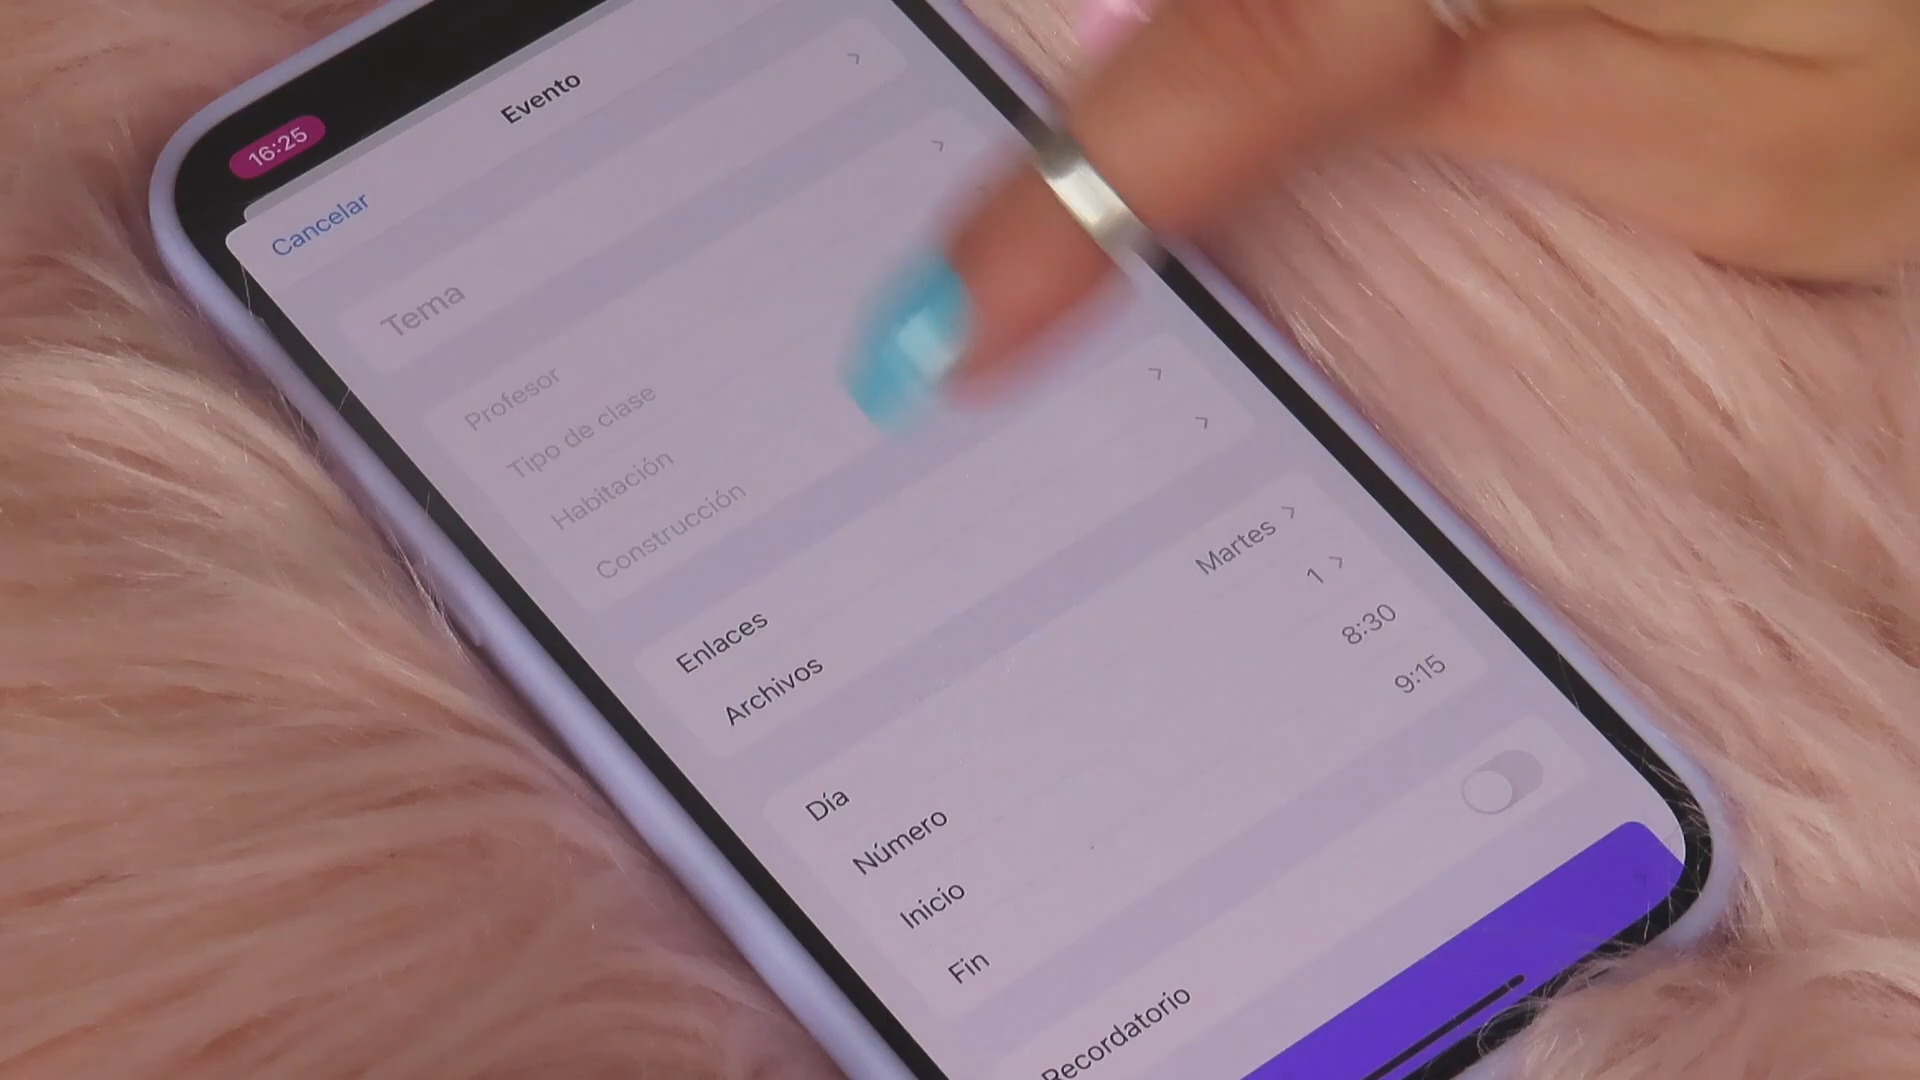 16:25
Evento
Cancelar
Tema
Profesor
Tipo de clase
Habitación
Construcción
Enlaces
Archivos
Día Martes
Número 1
Inicio 8:30
Fin 9:15
Recordatorio